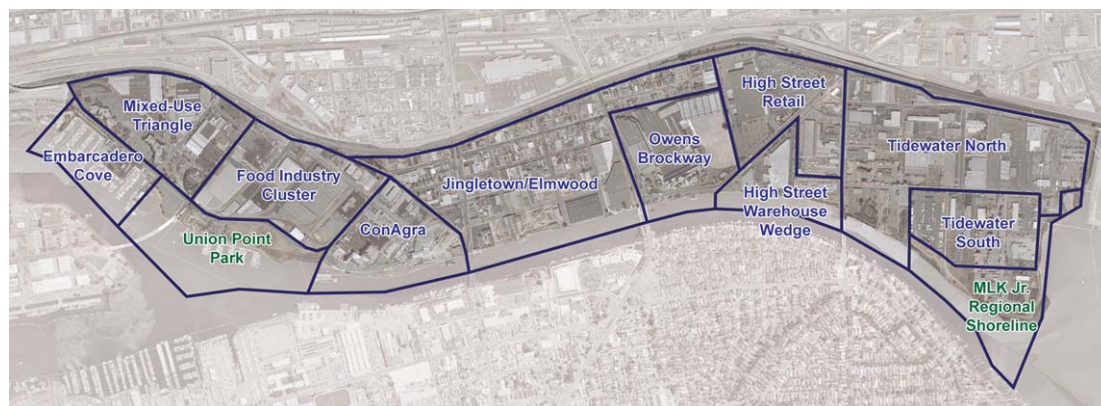 Mixed-Use
Triangle
Embarcadero
Cove
Food Industry
Cluster
Union Point
Park
ConAgra
Jingletown/Elmwood
Owens
Brockway
High Street
Retail
High Street
Warehouse
Wedge
Tidewater North
Tidewater
South
MLK Jr.
Regional
Shoreline